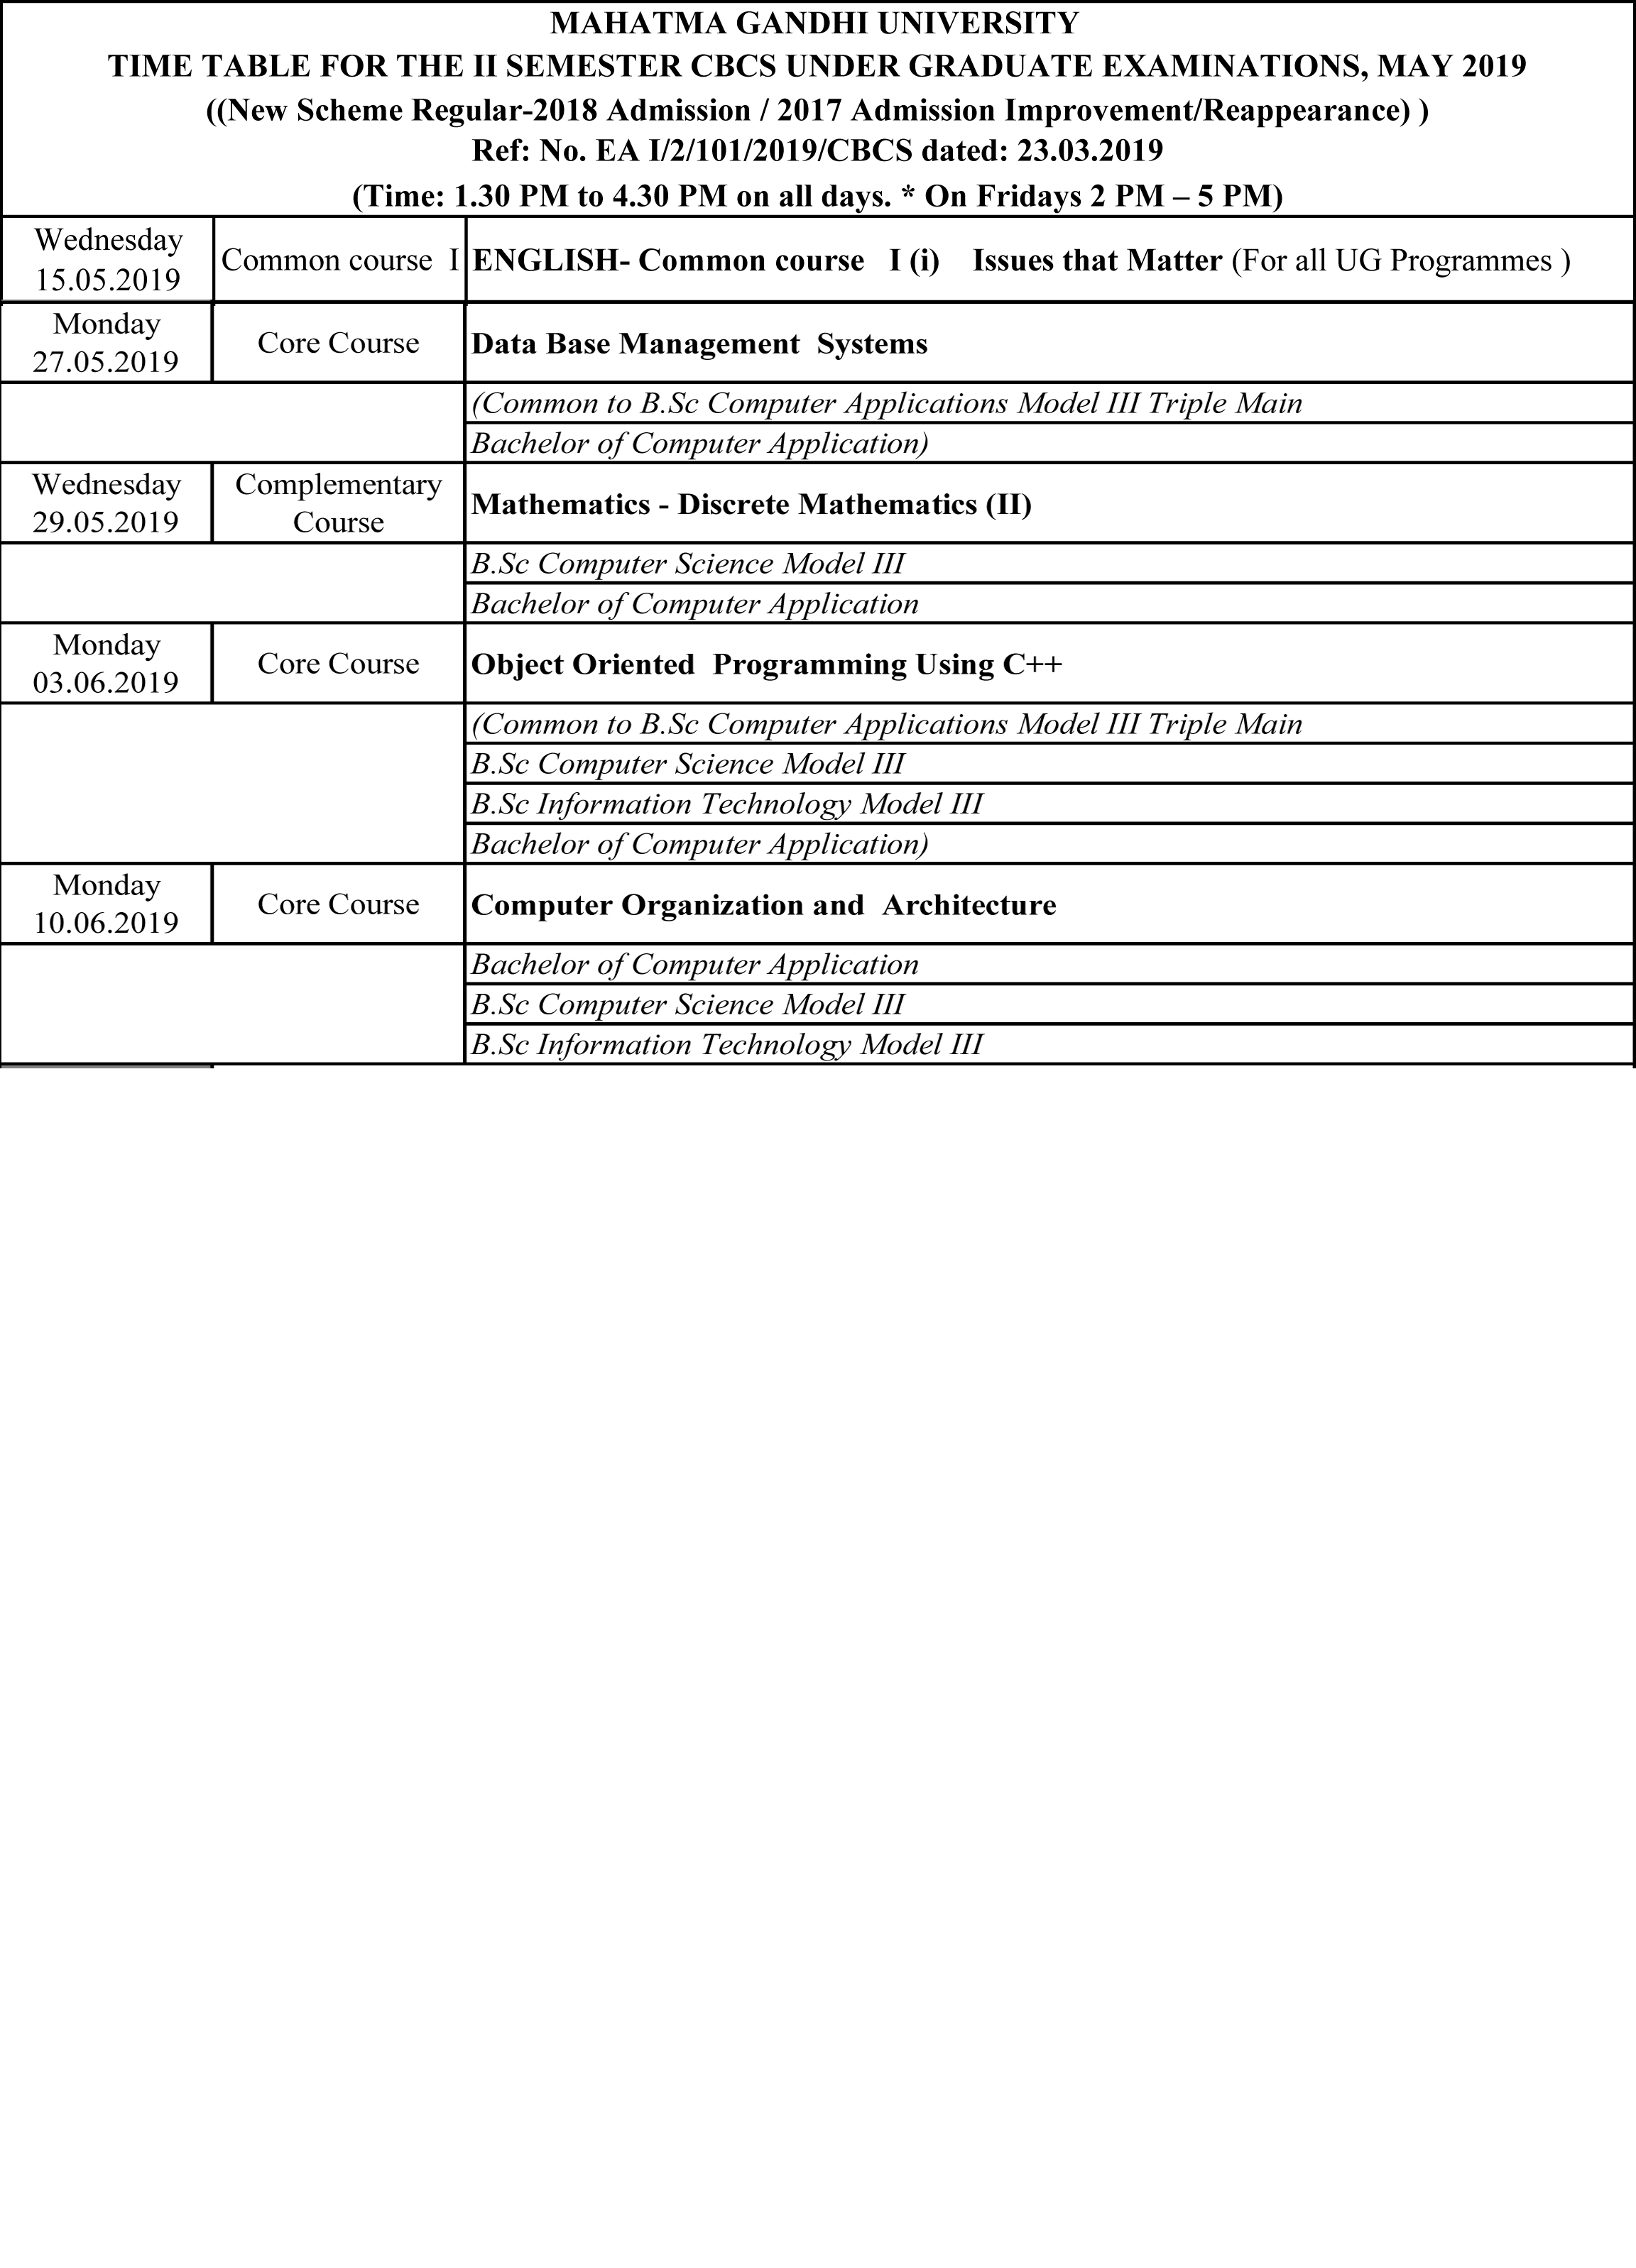 MAHATMA GANDHI UNIVERSITY
TIME TABLE FOR THE II SEMESTER CBCS UNDER GRADUATE EXAMINATIONS, MAY 2019
((New Scheme Regular-2018 Admission / 2017 Admission Improvement/Reappearance) )
Ref: No. EA I/2/101/2019/CBCS dated: 23.03.2019
(Time: 1.30 PM to 4.30 PM on all days. * On Fridays 2 PM – 5 PM)
Wednesday
15.05.2019
Common course I
ENGLISH- Common course I (i) Issues that Matter (For all UG Programmes )
Monday
27.05.2019
Core Course
Data Base Management Systems
(Common to B.Sc Computer Applications Model III Triple Main
Bachelor of Computer Application)
Wednesday
29.05.2019
Complementary
Course
Mathematics - Discrete Mathematics (II)
B.Sc Computer Science Model III
Bachelor of Computer Application
Monday
03.06.2019
Core Course
Object Oriented Programming Using C++
(Common to B.Sc Computer Applications Model III Triple Main
B.Sc Computer Science Model III
B.Sc Information Technology Model III
Bachelor of Computer Application)
Monday
10.06.2019
Core Course
Computer Organization and Architecture
Bachelor of Computer Application
B.Sc Computer Science Model III
B.Sc Information Technology Model III